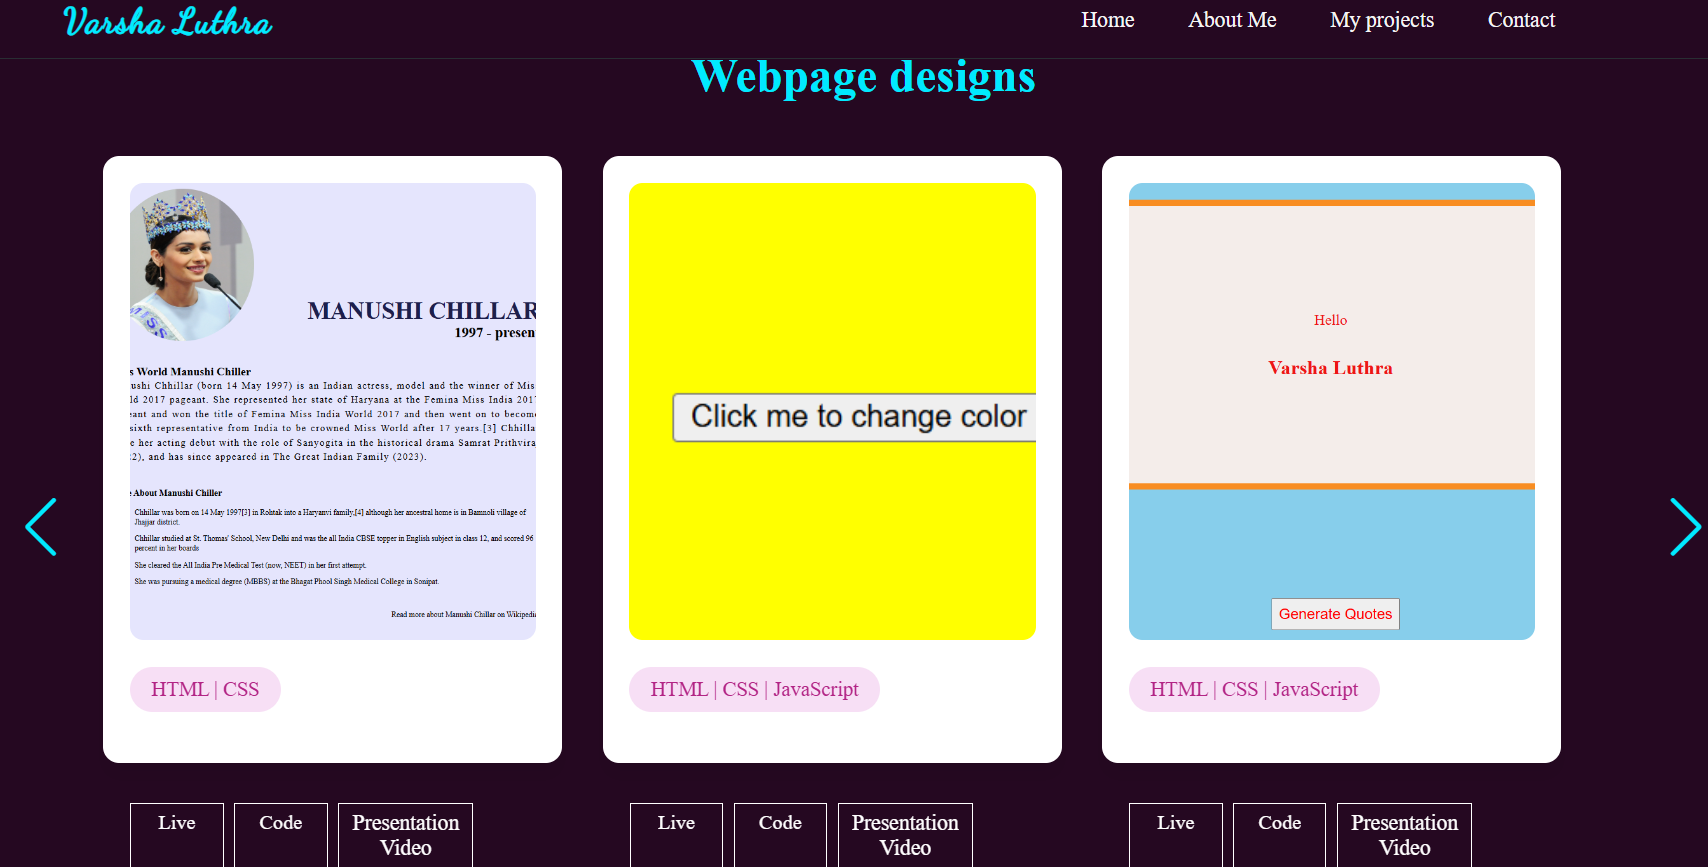 Varsha Luthra
Home About Me My projects Contact
Webpage designs
MANUSHI CHILLAR
1997 - presen
s World Manushi Chiller
ushi Chhillar (born 14 May 1997) is an Indian actress, model and the winner of Mis
ld 2017 pageant. She represented her state of Haryana at the Femina Miss India 201
eant and won the title of Femina Miss India World 2017 and then went on to becom
sixth representative from India to be crowned Miss World after 17 years.[3] Chhilla
e her acting debut with the role of Sanyogita in the historical drama Samrat Prithvira
2), and has since appeared in The Great Indian Family (2023).
e About Manushi Chiller
Chhillar was born on 14 May 1997[3] in Rohtak into a Haryanvi family,[4] although her ancestral home is in Bamnoli village of
Jhajjar district.
Chhillar studied at St. Thomas' School, New Delhi and was the all India CBSE topper in English subject in class 12, and scored 96
percent in her boards
She cleared the All India Pre Medical Test (now, NEET) in her first attempt.
She was pursuing a medical degree (MBBS) at the Bhagat Phool Singh Medical College in Sonipat.
Read more about Manushi Chillar on Wikipedi
HTML | CSS
Live Code Presentation
Video
Click me to change color
HTML | CSS | JavaScript
Live Code Presentation
Video
Hello
Varsha Luthra
Generate Quotes
HTML | CSS | JavaScript
Live Code Presentation
Video
MISS